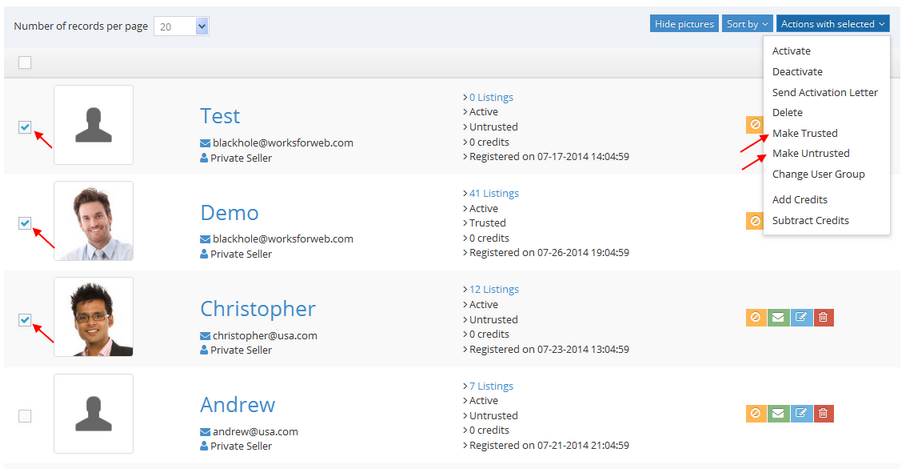 Number of records per page 20
Hide pictures Sort by Actions with selected
Activate
Deactivate
Send Activation Letter
Delete
Make Trusted
Make Untrusted
Change User Group
Add Credits
Subtract Credits
Test
blackhole@worksforweb.com
Private Seller
0 Listings
Active
Untrusted
0 credits
Registered on 07-17-2014 14:04:59
Demo
blackhole@worksforweb.com
Private Seller
41 Listings
Active
Trusted
0 credits
Registered on 07-26-2014 19:04:59
Christopher
christopher@usa.com
Private Seller
12 Listings
Active
Untrusted
0 credits
Registered on 07-23-2014 13:04:59
Andrew
andrew@usa.com
Private Seller
7 Listings
Active
Untrusted
0 credits
Registered on 07-21-2014 21:04:59